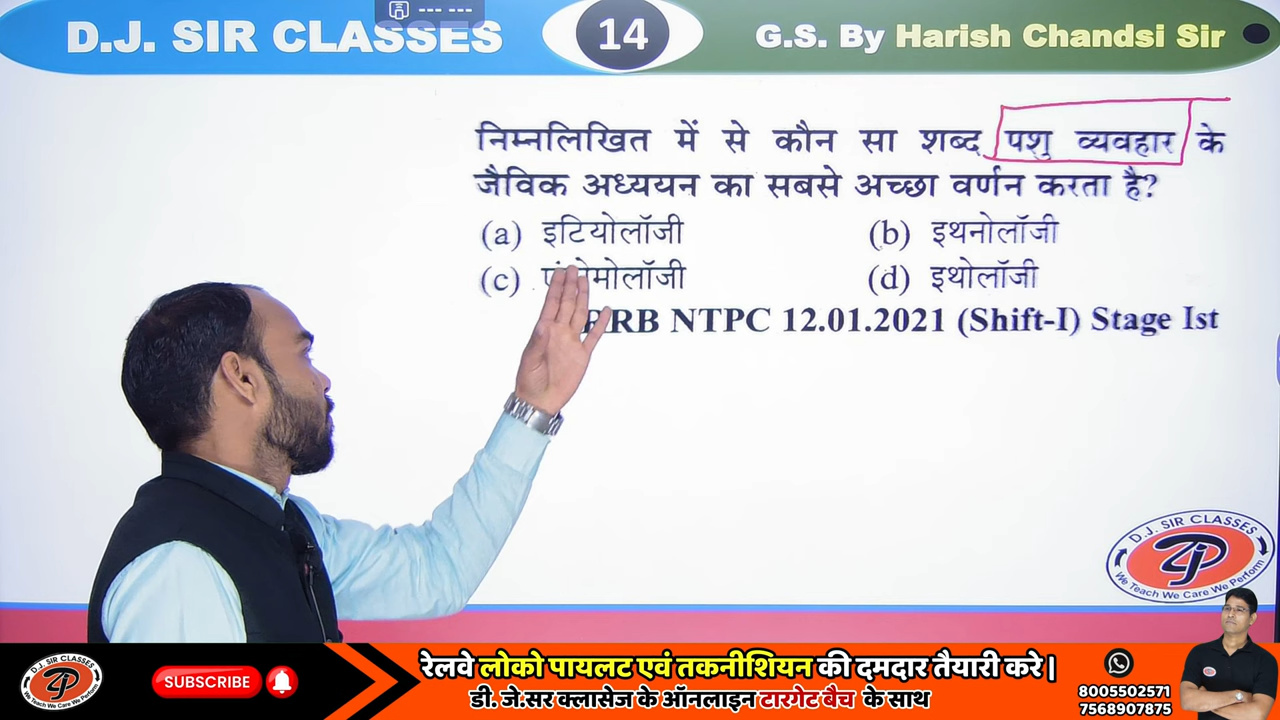 D.J. SIR CLASSES
14
G.S. By Harish Chandsi Sir
निम्नलिखित में से कौन सा शब्द पशु व्यवहार के
जैविक अध्ययन का सबसे अच्छा वर्णन करता है?
(a) इटियोलॉजी (b) इथनोलॉजी
(c) (d) इथोलॉजी
RRB NTPC 12.01.2021 (Shift-I) Stage Ist
D.J. SIR CLASSES
We Teach We Care We Perform
D.J. SIR CLASSES
SUBSCRIBE
रेलवे लोको पायलट एवं तकनीशियन की दमदार तैयारी करे |
डी. जे.सर क्लासेज के ऑनलाइन टारगेट बैच के साथ
8005502571
7568907875